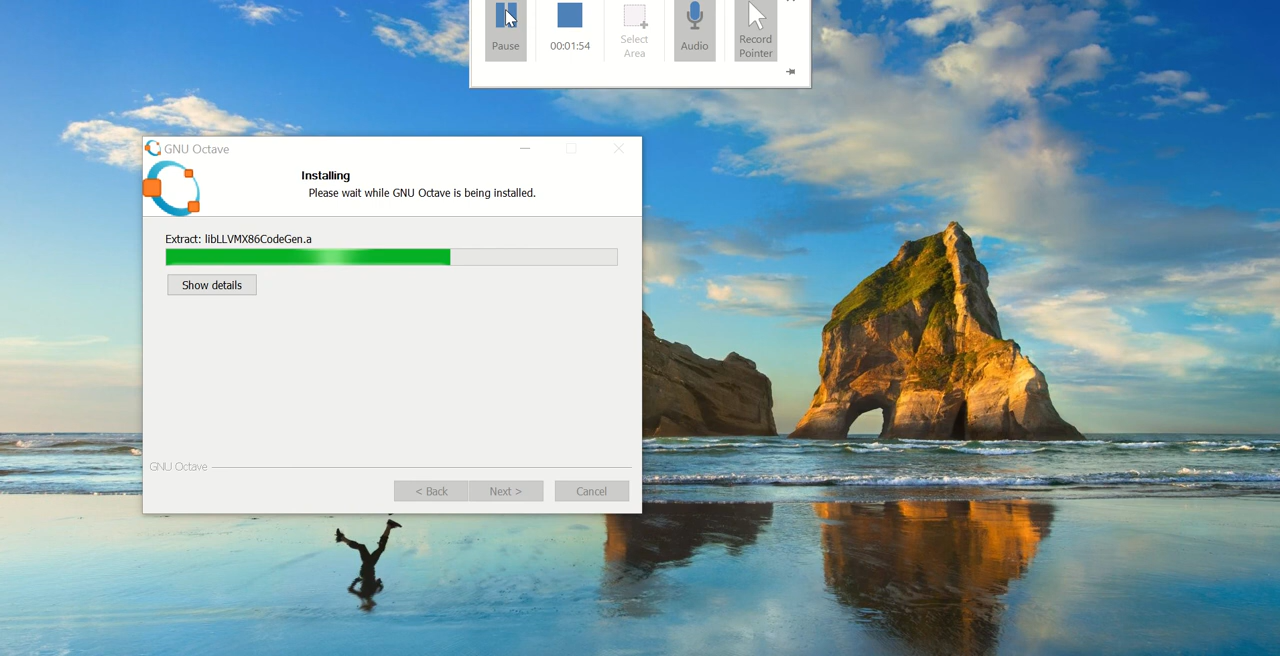 Pause
00:01:54
Select
Area
Audio
Record
Pointer
GNU Octave
Installing
Please wait while GNU Octave is being installed.
Extract: libLLVMX86CodeGen.a
Show details
GNU Octave
< Back
Next >
Cancel